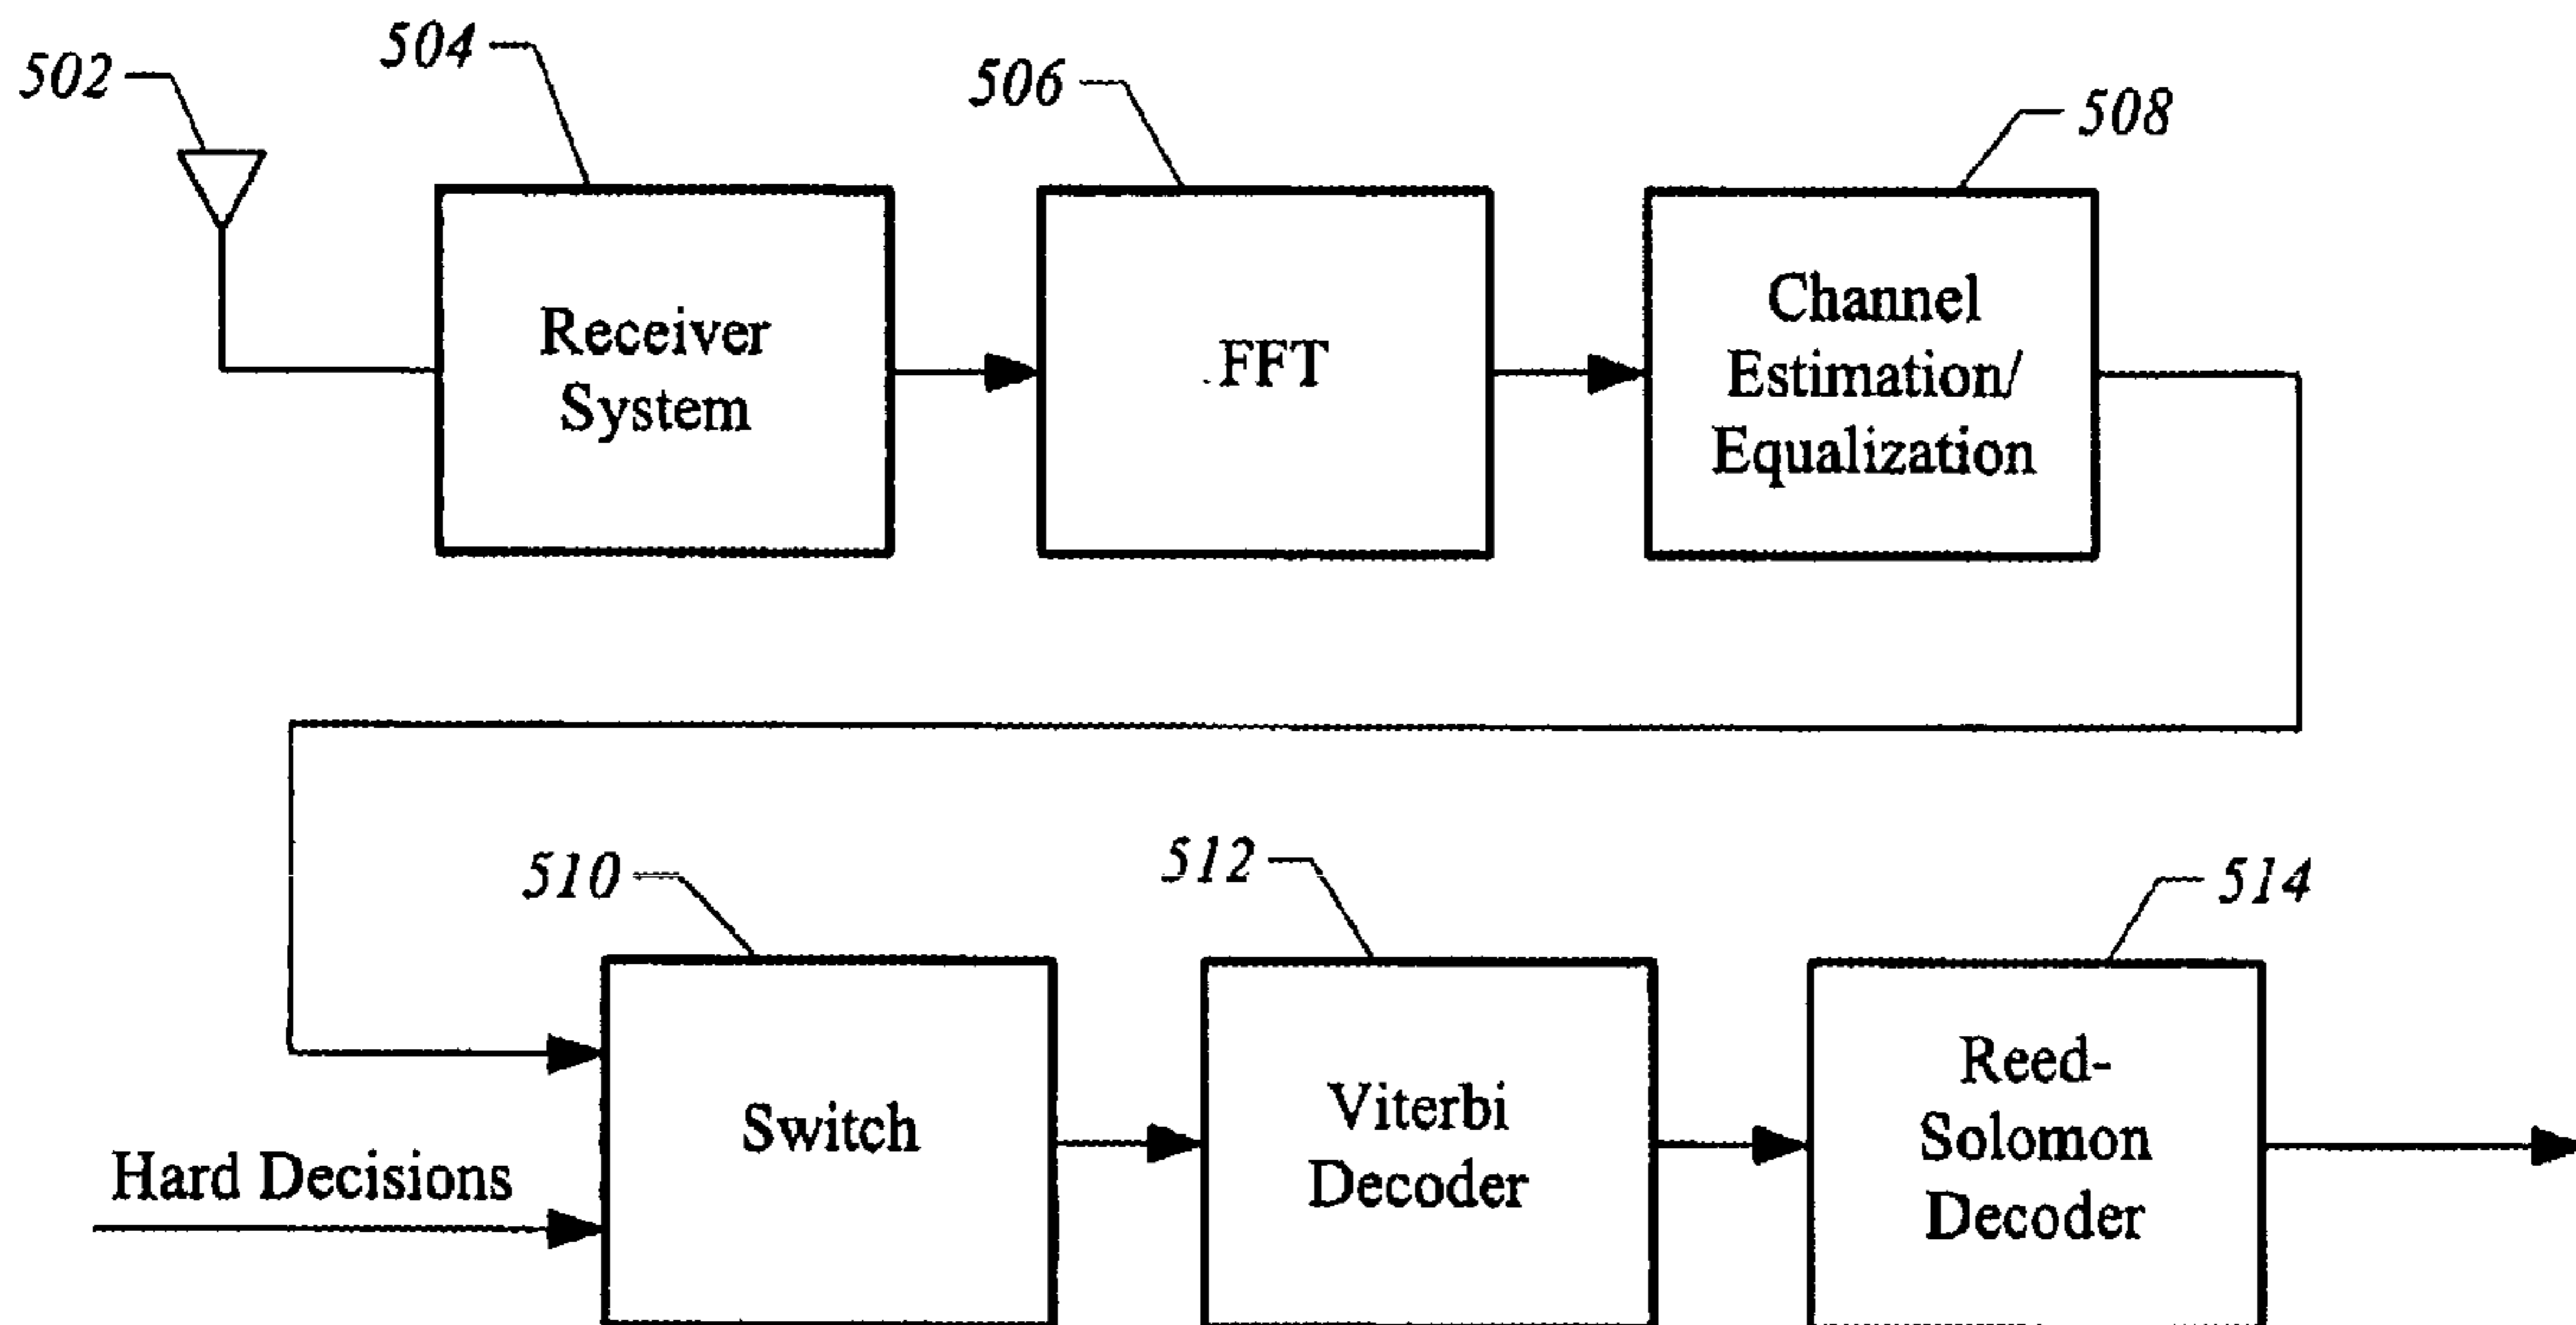 502
504
506
508
Receiver
System
FFT
Channel
Estimation/
Equalization
510
512
514
Hard Decisions
Switch
Viterbi
Decoder
Reed-
Solomon
Decoder